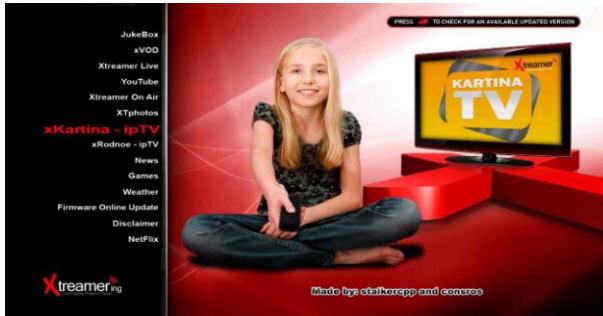 PRESS TO CHECK FOR AN AVAILABLE UPDATED VERSION
JukeBox
xVOD
Xtreamer Live
YouTube
Xtreamer On Air
XTphotos
xKartina - ipTV
xRodnoe - ipTV
News
Games
Weather
Firmware Online Update
Disclaimer
NetFlix
Xtreamering
Xtreamer
KARTINA
TV
Made by: stalkercpp and consros